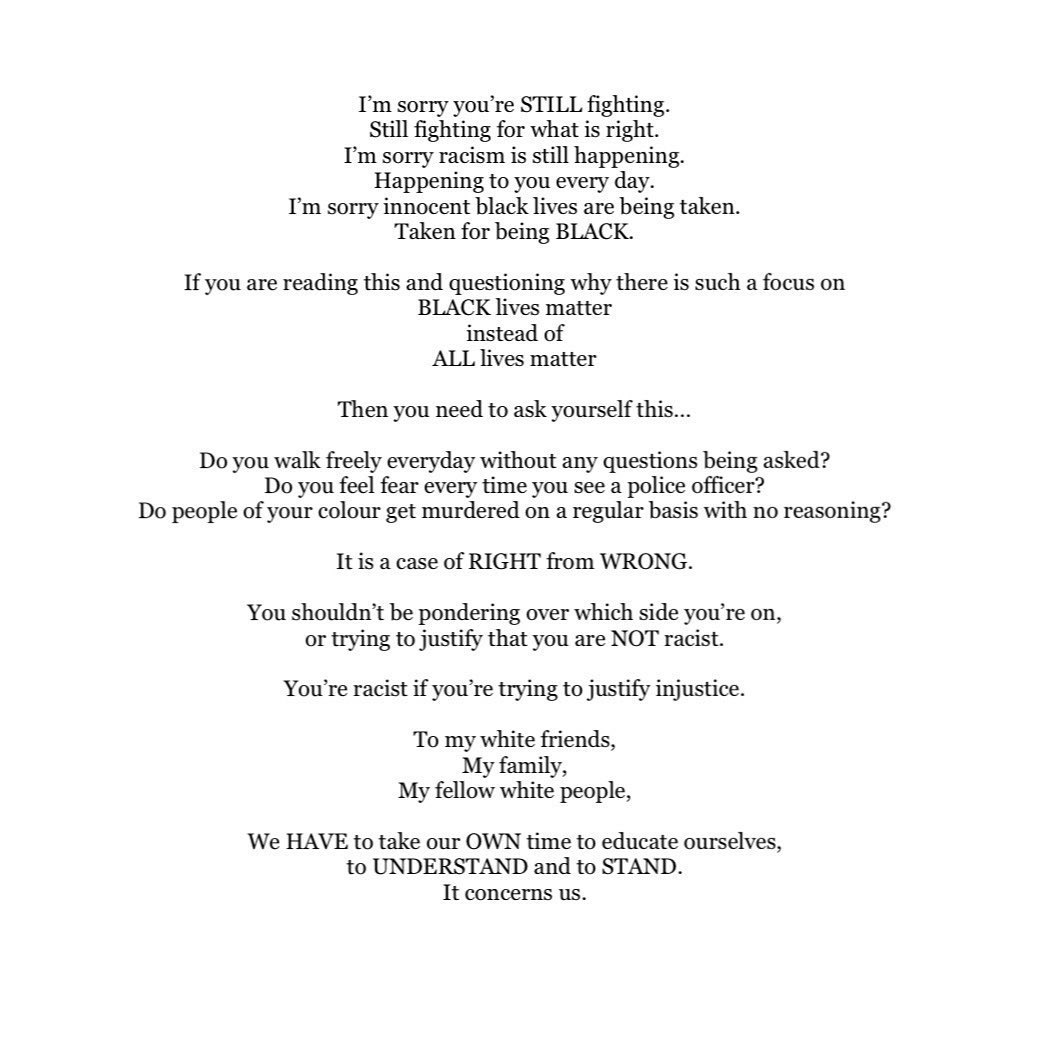 I’m sorry you’re STILL fighting.
Still fighting for what is right.
I’m sorry racism is still happening.
Happening to you every day.
I’m sorry innocent black lives are being taken.
Taken for being BLACK.
If you are reading this and questioning why there is such a focus on
BLACK lives matter
instead of
ALL lives matter
Then you need to ask yourself this...
Do you walk freely everyday without any questions being asked?
Do you feel fear every time you see a police officer?
Do people of your colour get murdered on a regular basis with no reasoning?
It is a case of RIGHT from WRONG.
You shouldn’t be pondering over which side you’re on,
or trying to justify that you are NOT racist.
You’re racist if you’re trying to justify injustice.
To my white friends,
My family,
My fellow white people,
We HAVE to take our OWN time to educate ourselves,
to UNDERSTAND and to STAND.
It concerns us.